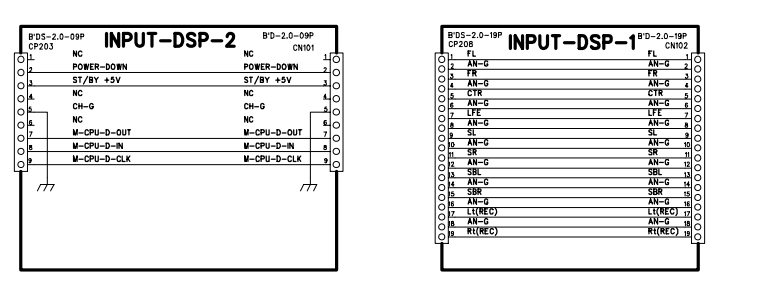 B'DS-2.0-09P INPUT-DSP-2 B'D-2.0-09P
CP203 CN101
1 NC NC 1
2 POWER-DOWN POWER-DOWN 2
3 ST/BY +5V ST/BY +5V 3
4 NC NC 4
5 CH-G CH-G 5
6 NC NC 6
7 M-CPU-D-OUT M-CPU-D-OUT 7
8 M-CPU-D-IN M-CPU-D-IN 8
9 M-CPU-D-CLK M-CPU-D-CLK 9
B'DS-2.0-19P INPUT-DSP-1 B'D-2.0-19P
CP208 CN102
1 FL FL 1
2 AN-G AN-G 2
3 FR FR 3
4 AN-G AN-G 4
5 CTR CTR 5
6 AN-G AN-G 6
7 LFE LFE 7
8 AN-G AN-G 8
9 SL SL 9
10 AN-G AN-G 10
11 SR SR 11
12 AN-G AN-G 12
13 SBL SBL 13
14 AN-G AN-G 14
15 SBR SBR 15
16 AN-G AN-G 16
17 Lt(REC) Lt(REC) 17
18 AN-G AN-G 18
19 Rt(REC) Rt(REC) 19